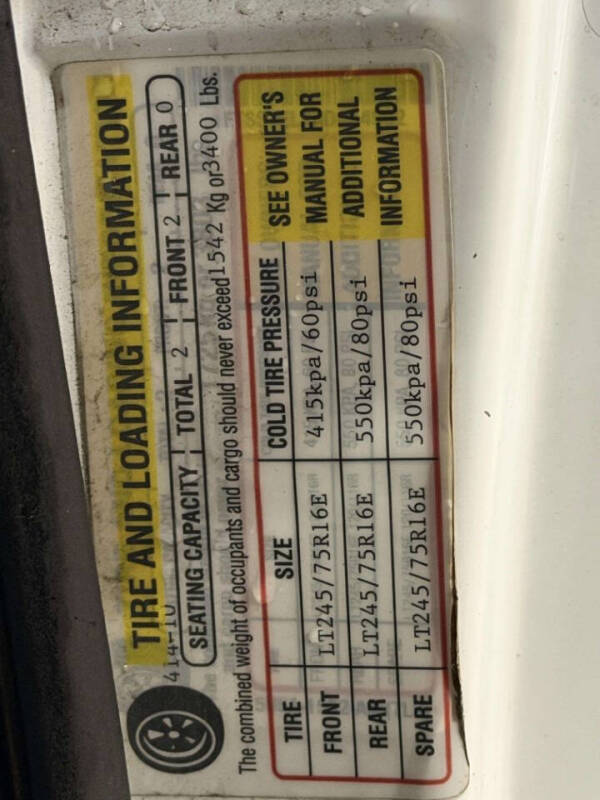 TIRE AND LOADING INFORMATION
414-10
SEATING CAPACITY TOTAL 2 FRONT 2 REAR 0
The combined weight of occupants and cargo should never exceed 1542 Kg or 3400 Lbs.
TIRE SIZE COLD TIRE PRESSURE SEE OWNER'S
FRONT LT245/75R16E 415kpa/60psi MANUAL FOR
REAR LT245/75R16E 550kpa/80psi ADDITIONAL
SPARE LT245/75R16E 550kpa/80psi INFORMATION